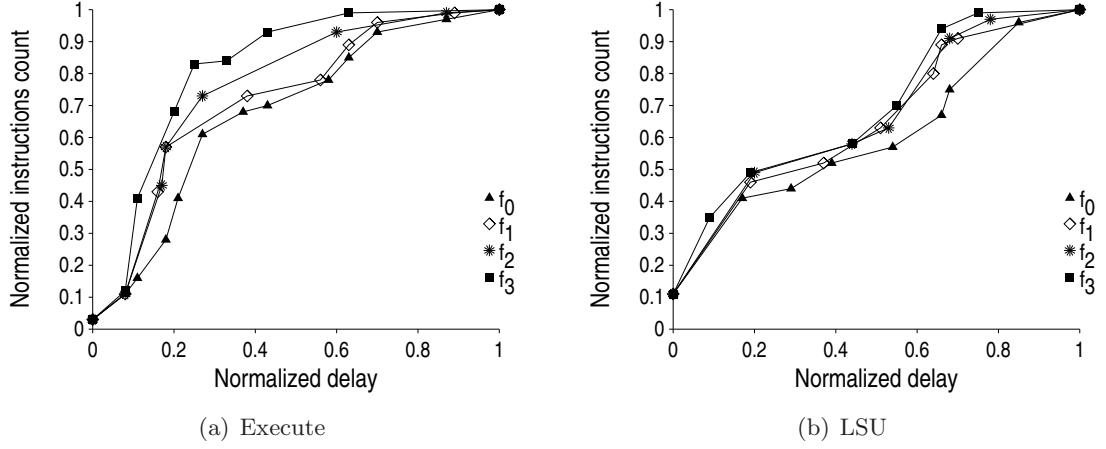 Normalized instructions count
1
0.9
0.8
0.7
0.6
0.5
0.4
0.3
0.2
0.1
0
0 0.2 0.4 0.6 0.8 1
Normalized delay
f0
f1
f2
f3
(a) Execute
Normalized instructions count
1
0.9
0.8
0.7
0.6
0.5
0.4
0.3
0.2
0.1
0
0 0.2 0.4 0.6 0.8 1
Normalized delay
f0
f1
f2
f3
(b) LSU